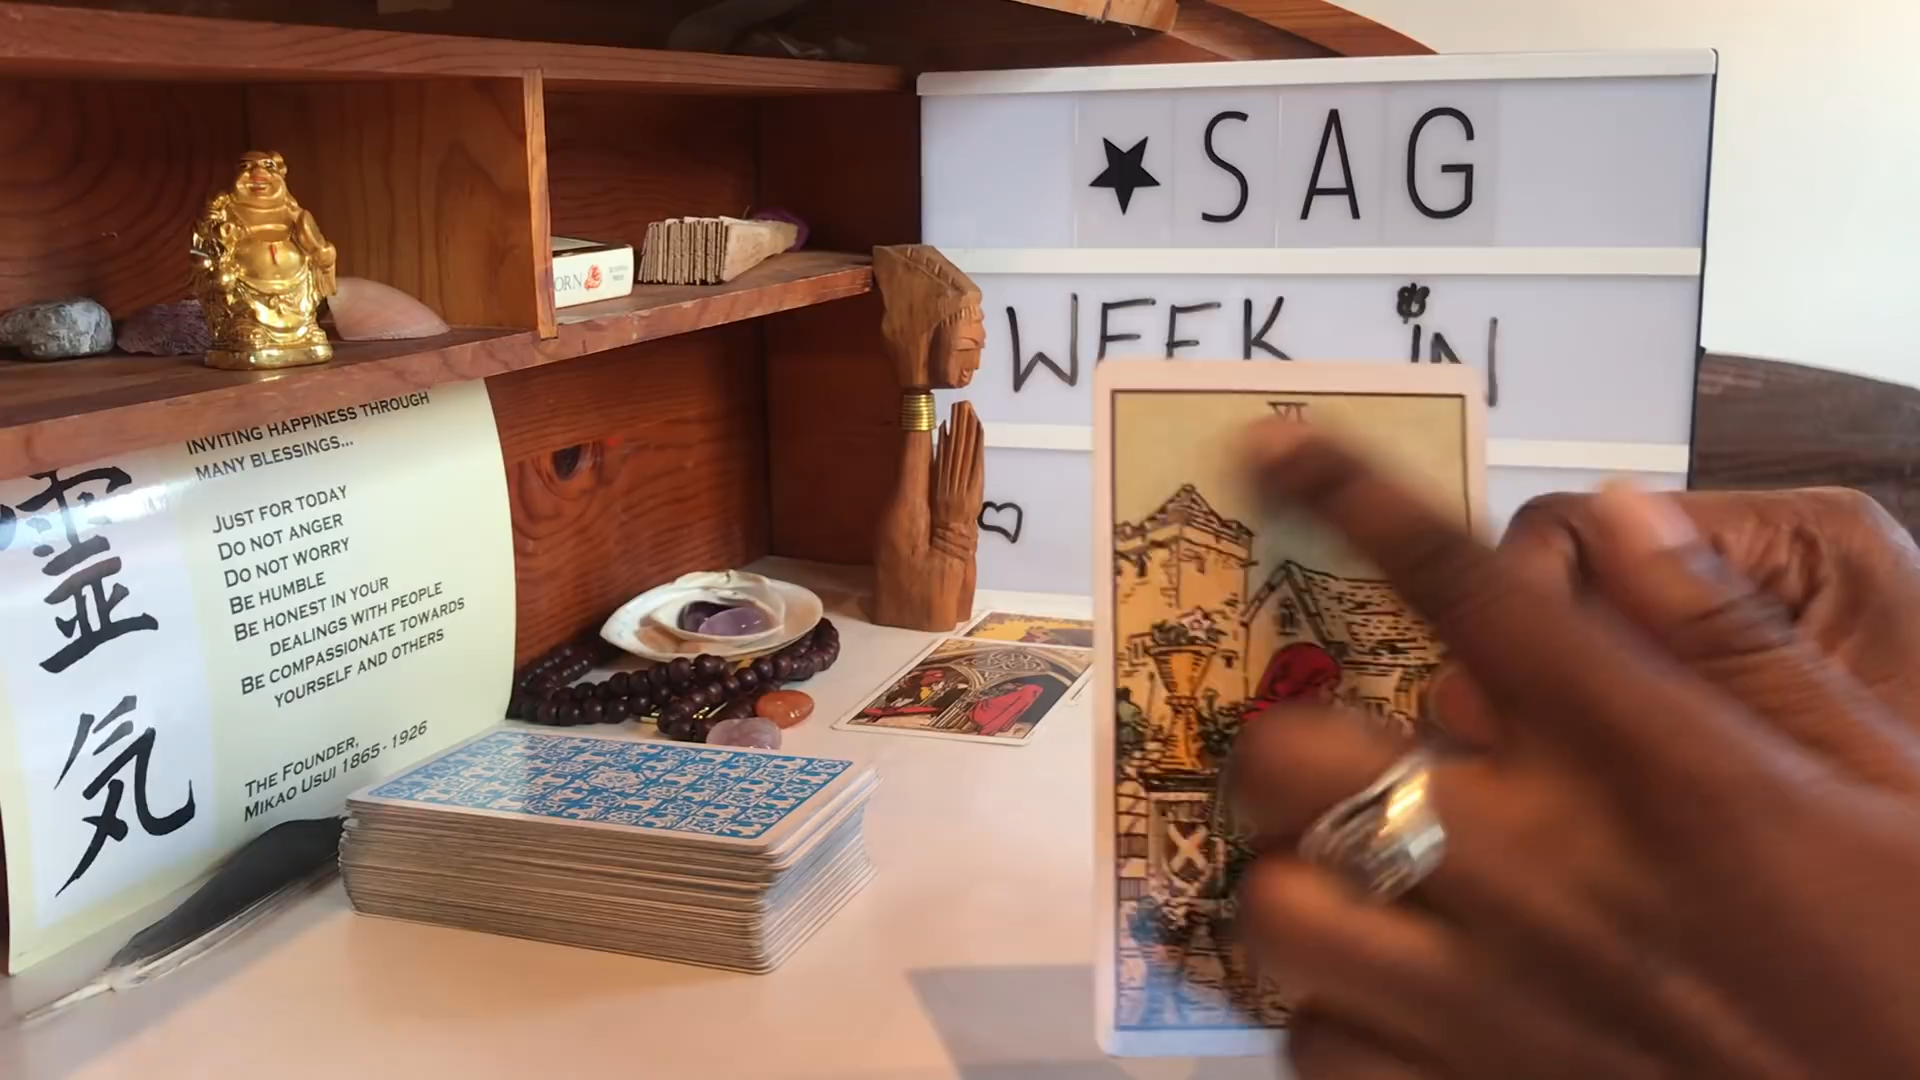 ★ SAG
WEEK IN
♡
VI
ORN
INVITING HAPPINESS THROUGH
MANY BLESSINGS...
JUST FOR TODAY
DO NOT ANGER
DO NOT WORRY
BE HUMBLE
BE HONEST IN YOUR
DEALINGS WITH PEOPLE
BE COMPASSIONATE TOWARDS
YOURSELF AND OTHERS
THE FOUNDER,
MIKAO USUI 1865 - 1926
靈
気